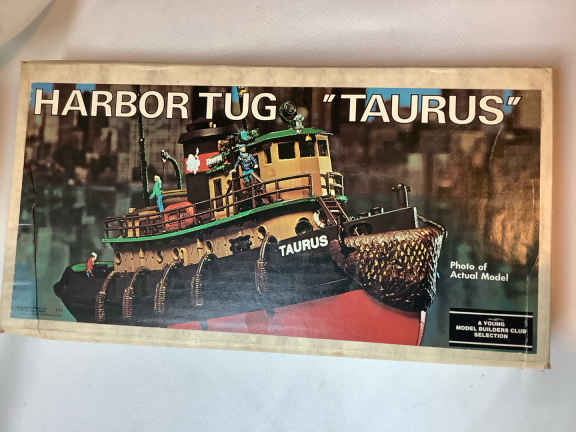 HARBOR TUG "TAURUS"
TAURUS
Photo of
Actual Model
A YOUNG
MODEL BUILDERS CLUB
SELECTION